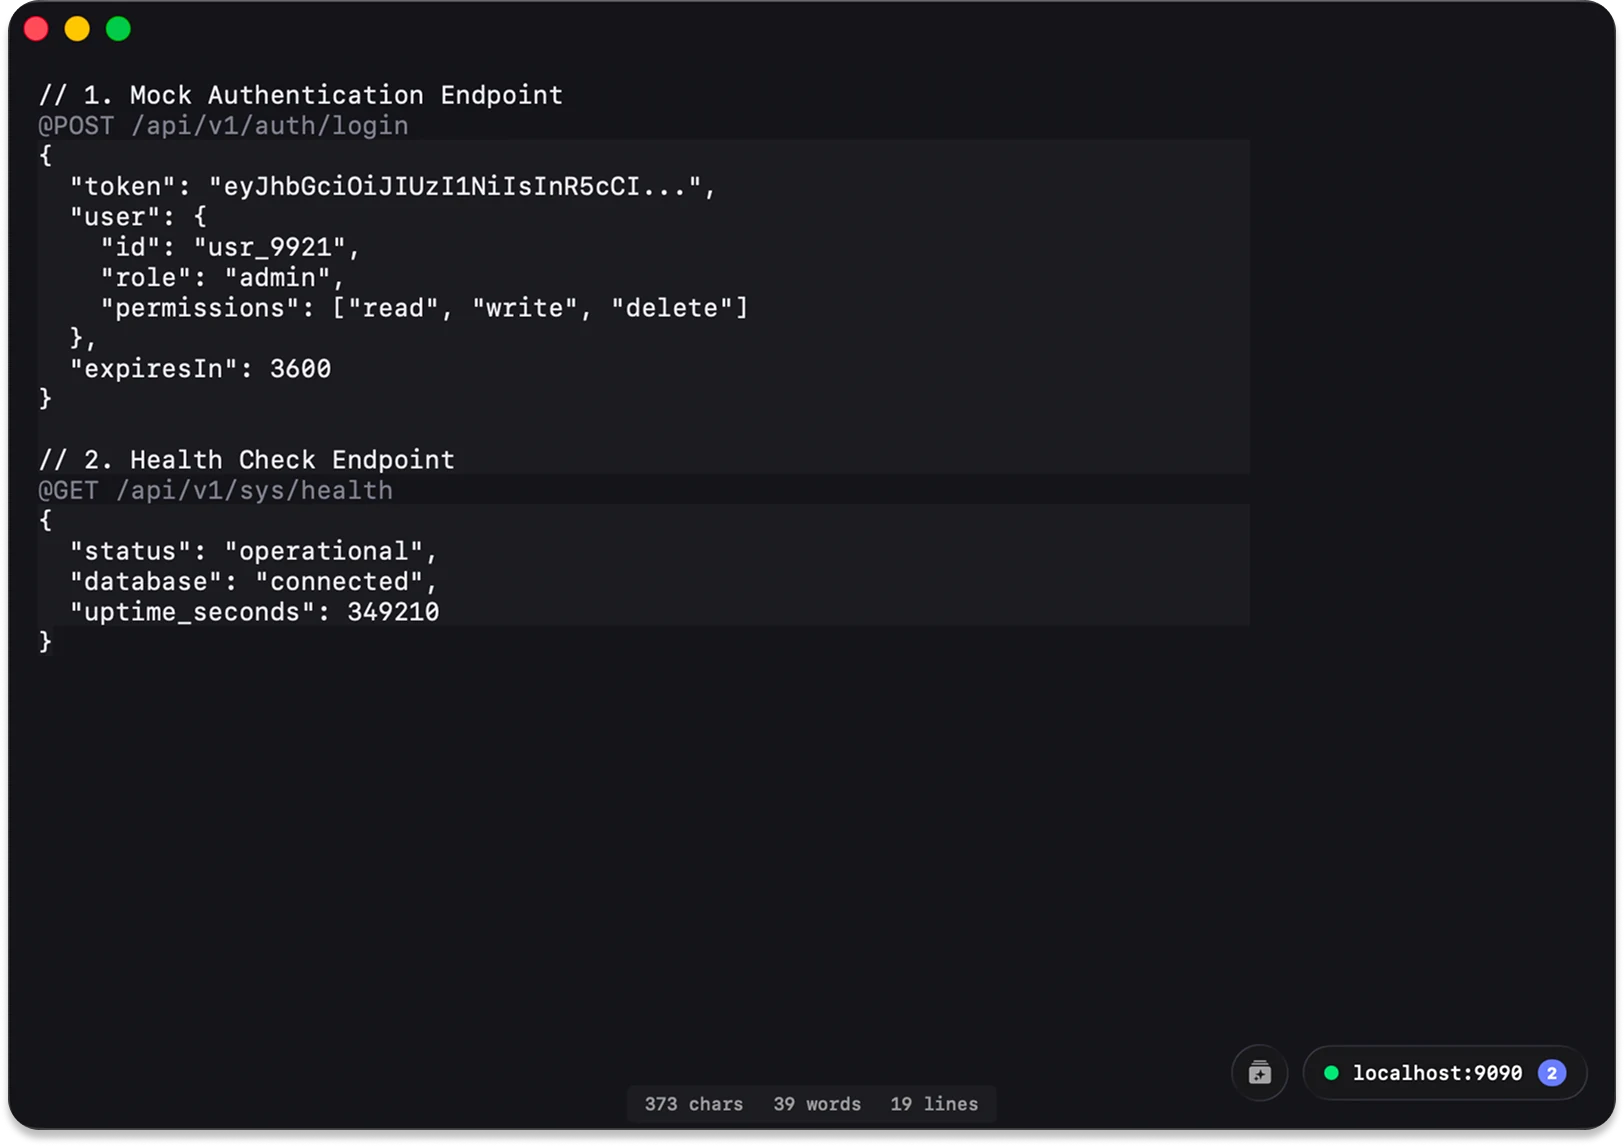 // 1. Mock Authentication Endpoint
@POST /api/v1/auth/login
{
  "token": "eyJhbGciOiJIUzI1NiIsInR5cCI...",
  "user": {
    "id": "usr_9921",
    "role": "admin",
    "permissions": ["read", "write", "delete"]
  },
  "expiresIn": 3600
}

// 2. Health Check Endpoint
@GET /api/v1/sys/health
{
  "status": "operational",
  "database": "connected",
  "uptime_seconds": 349210
}
localhost:9090 2
373 chars 39 words 19 lines